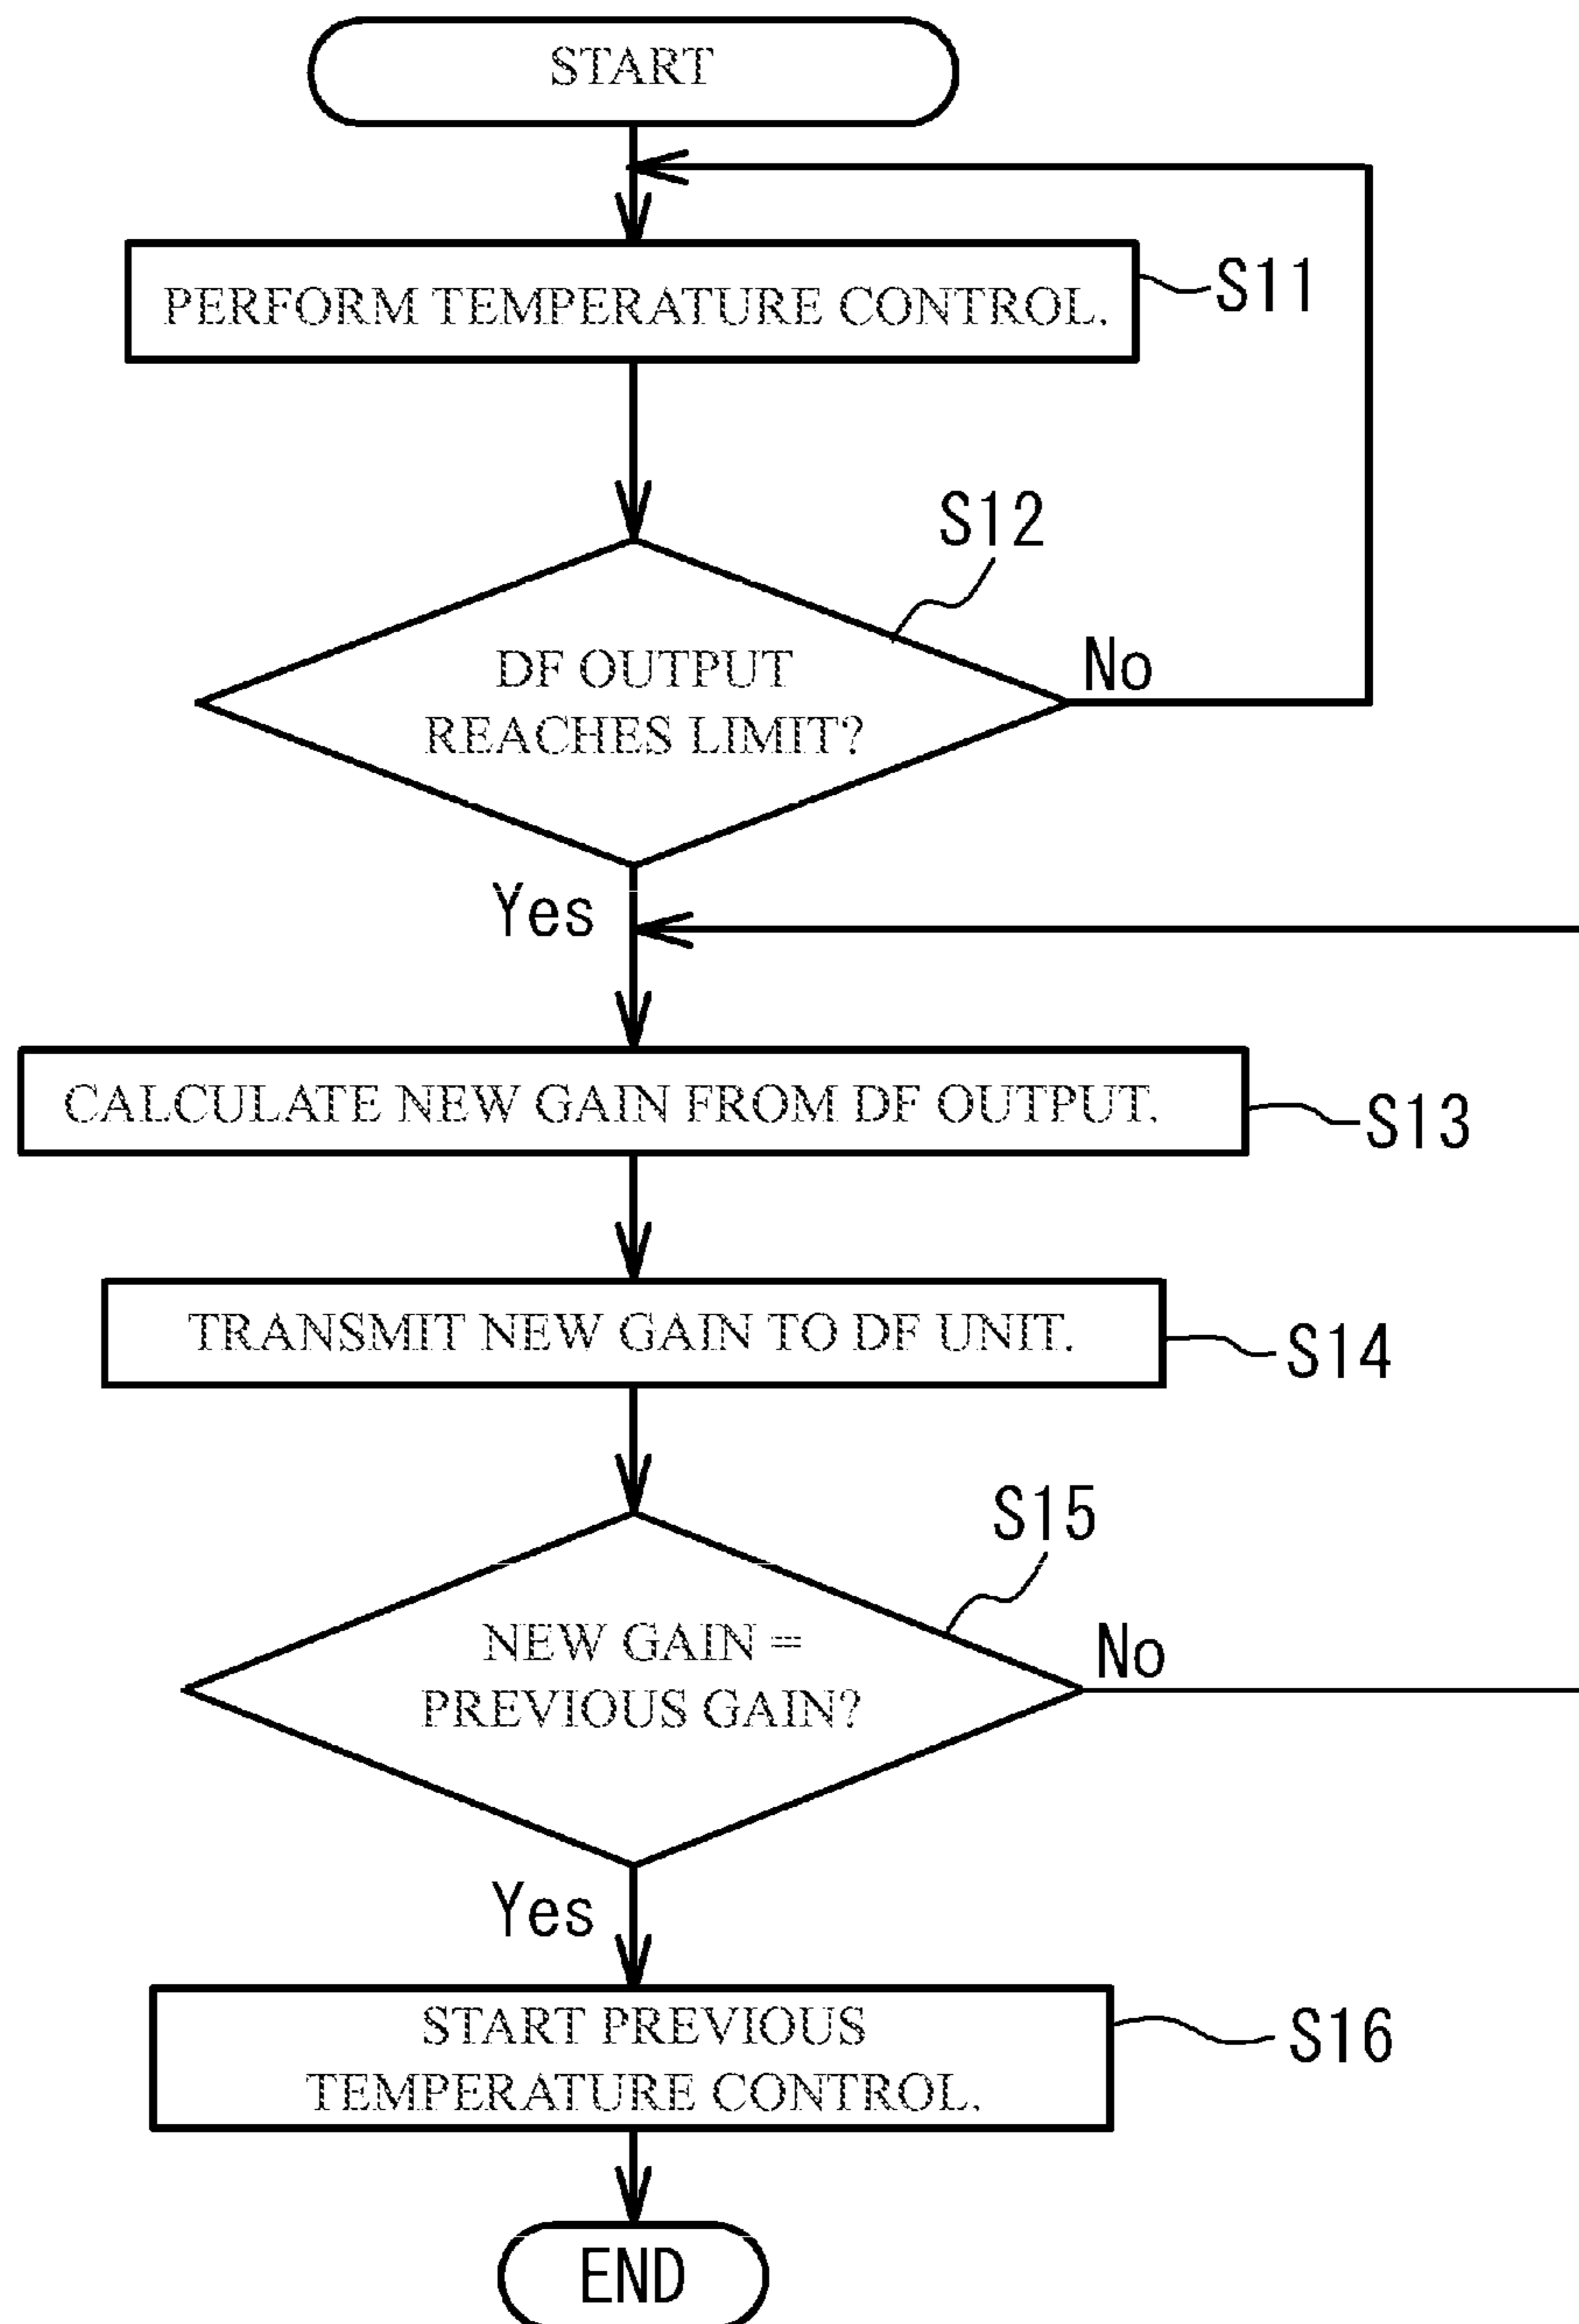 START
PERFORM TEMPERATURE CONTROL.
S11
S12
DF OUTPUT
REACHES LIMIT?
No
Yes
CALCULATE NEW GAIN FROM DF OUTPUT.
S13
TRANSMIT NEW GAIN TO DF UNIT.
S14
S15
NEW GAIN =
PREVIOUS GAIN?
No
Yes
START PREVIOUS
TEMPERATURE CONTROL.
S16
END